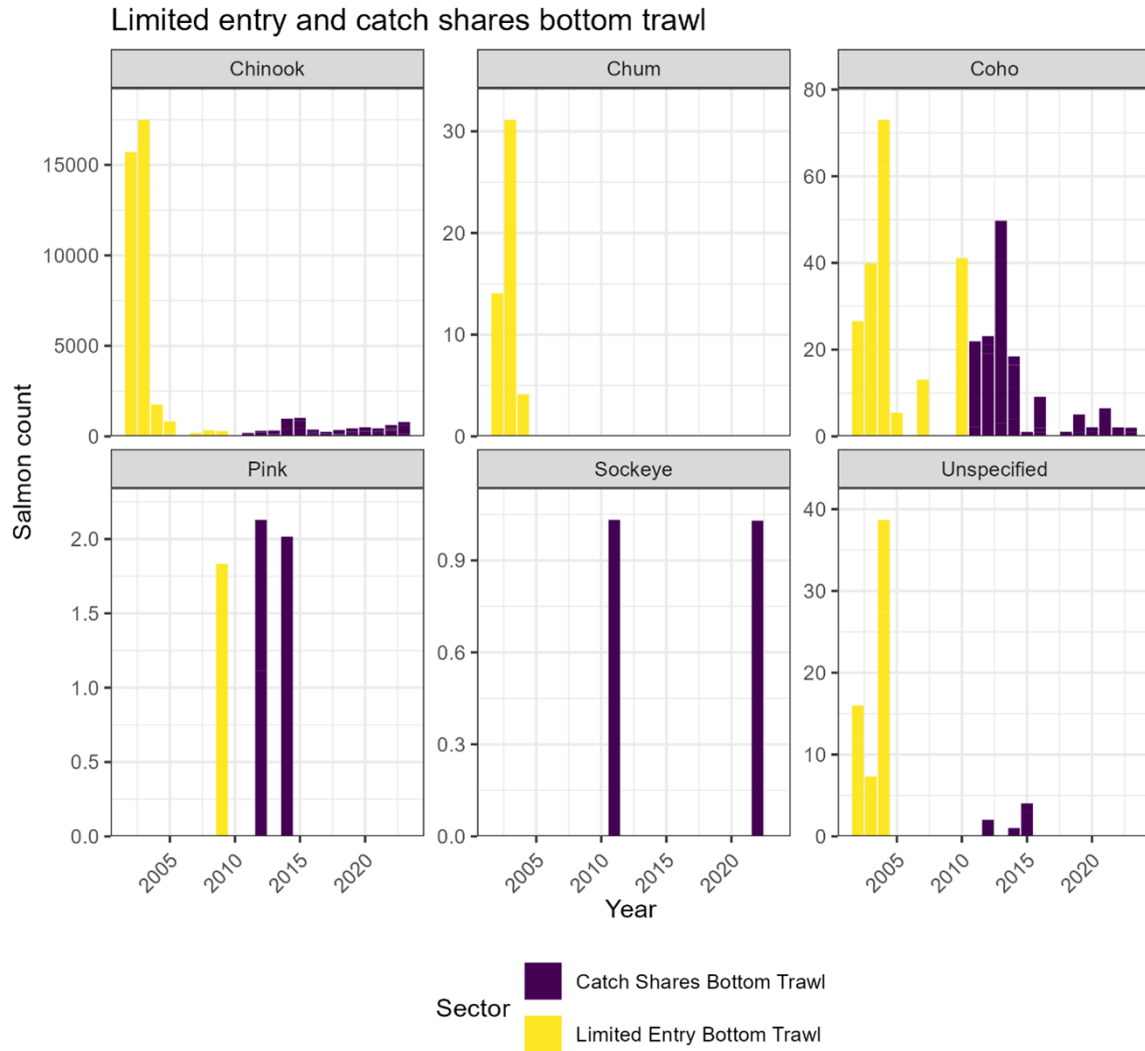 Limited entry and catch shares bottom trawl
Chinook
Chum
Coho
15000
10000
5000
0
30
20
10
0
80
60
40
20
0
Salmon count
Pink
Sockeye
Unspecified
2.0
1.5
1.0
0.5
0.0
0.9
0.6
0.3
0.0
40
30
20
10
0
2005 2010 2015 2020
2005 2010 2015 2020
2005 2010 2015 2020
Year
Sector
Catch Shares Bottom Trawl
Limited Entry Bottom Trawl